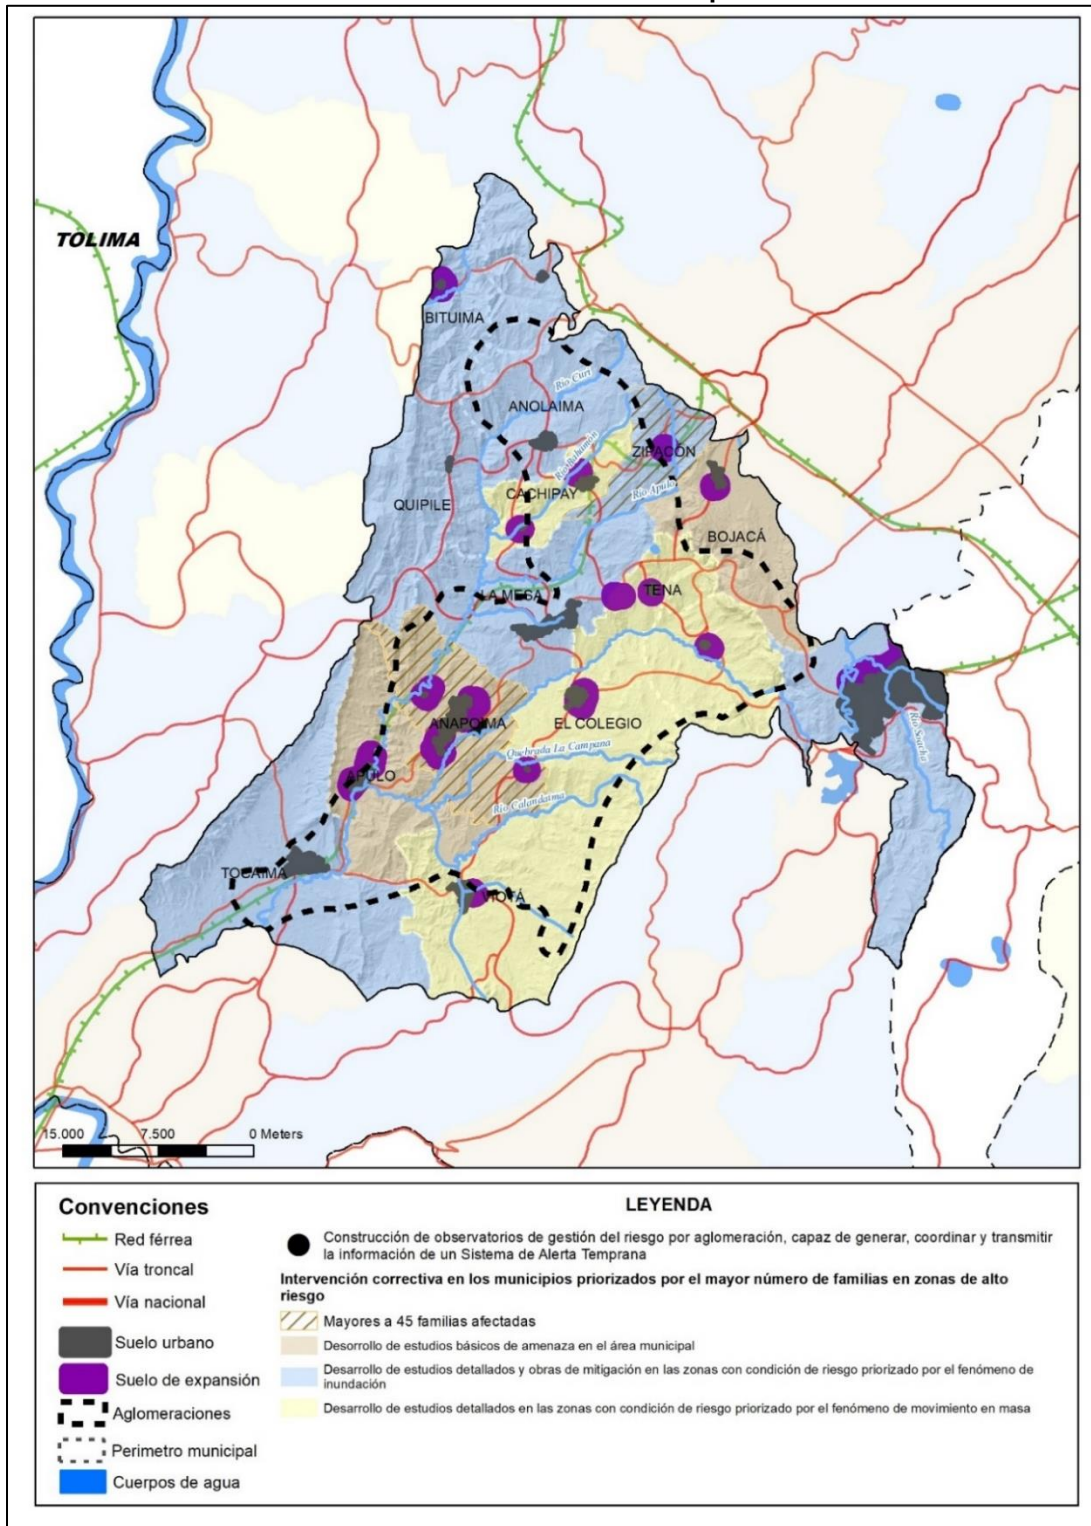 TOLIMA
BITUIMA
Río Curí
ANOLAIMA
ZIPACÓN
Río Bahamón
CACHIPAY
Río Apulo
QUIPILE
BOJACÁ
LA MESA
TENA
ANAPOIMA
EL COLEGIO
Río Soacha
Quebrada La Campana
APULO
Río Calandaima
TOCAIMA
VIOTÁ
15.000 7.500 0 Meters
Convenciones
Red férrea
Vía troncal
Vía nacional
Suelo urbano
Suelo de expansión
Aglomeraciones
Perimetro municipal
Cuerpos de agua
LEYENDA
Construcción de observatorios de gestión del riesgo por aglomeración, capaz de generar, coordinar y transmitir
la información de un Sistema de Alerta Temprana
Intervención correctiva en los municipios priorizados por el mayor número de familias en zonas de alto
riesgo
Mayores a 45 familias afectadas
Desorrollo de estudios básicos de amenaza en el área municipal
Desarrollo de estudios detallados y obras de mitigación en las zonas con condición de riesgo priorizado por el fenómeno de
inundación
Desarrollo de estudios detallados en las zonas con condición de riesgo priorizado por el fenómeno de movimiento en masa